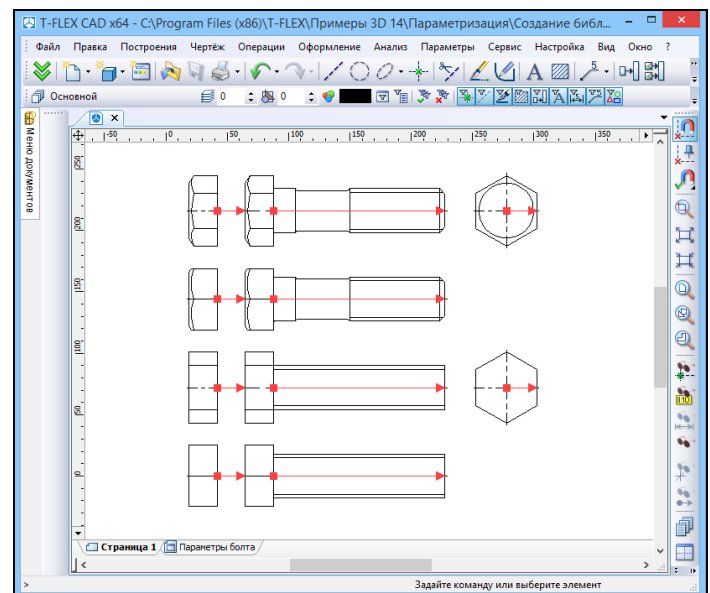 T-FLEX CAD x64 - C:\Program Files (x86)\T-FLEX\Примеры 3D 14\Параметризация\Создание библ...
Файл Правка Построения Чертёж Операции Оформление Анализ Параметры Сервис Настройка Вид Окно ?
Основной 0 0
Меню документов
-50 0 50 100 150 200 250 300 350
250
200
150
100
50
0
Страница 1 Параметры болта
> Задайте команду или выберите элемент